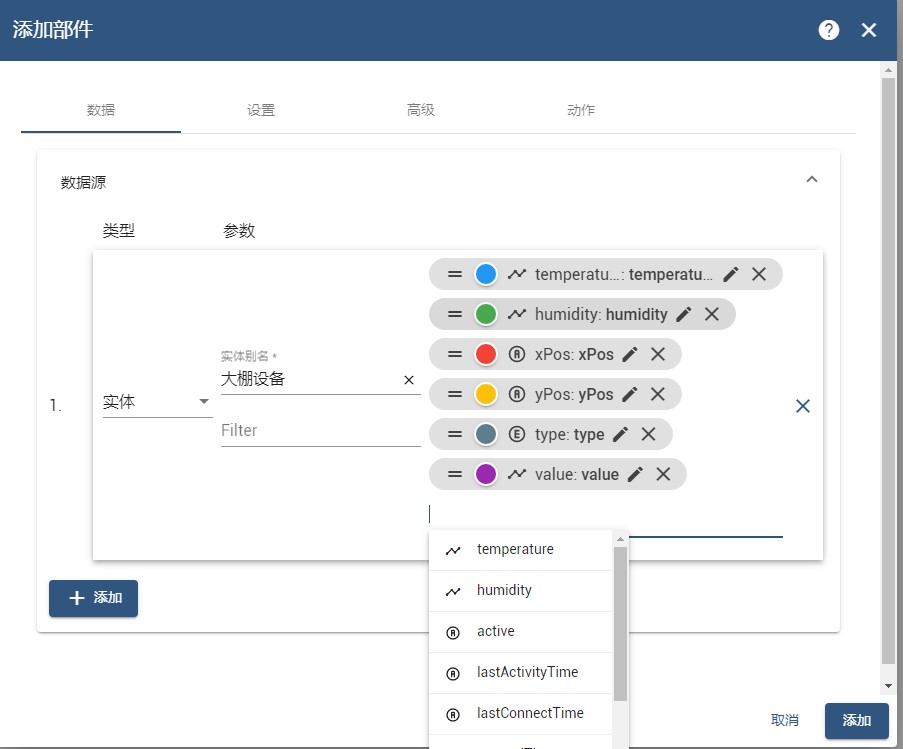 添加部件
数据 设置 高级 动作
数据源
类型 参数
temperatu...: temperatu...
humidity: humidity
xPos: xPos
yPos: yPos
type: type
value: value
1.
实体
实体别名 *
大棚设备
Filter
temperature
humidity
active
lastActivityTime
lastConnectTime
添加
取消 添加